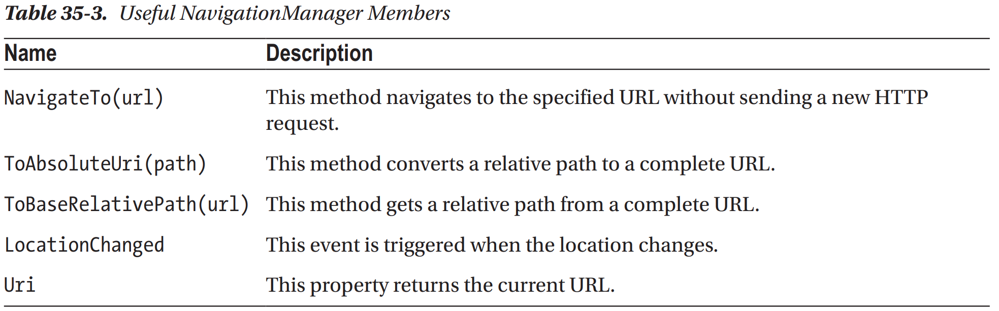 Table 35-3. Useful NavigationManager Members
Name Description
NavigateTo(url) This method navigates to the specified URL without sending a new HTTP
request.
ToAbsoluteUri(path) This method converts a relative path to a complete URL.
ToBaseRelativePath(url) This method gets a relative path from a complete URL.
LocationChanged This event is triggered when the location changes.
Uri This property returns the current URL.